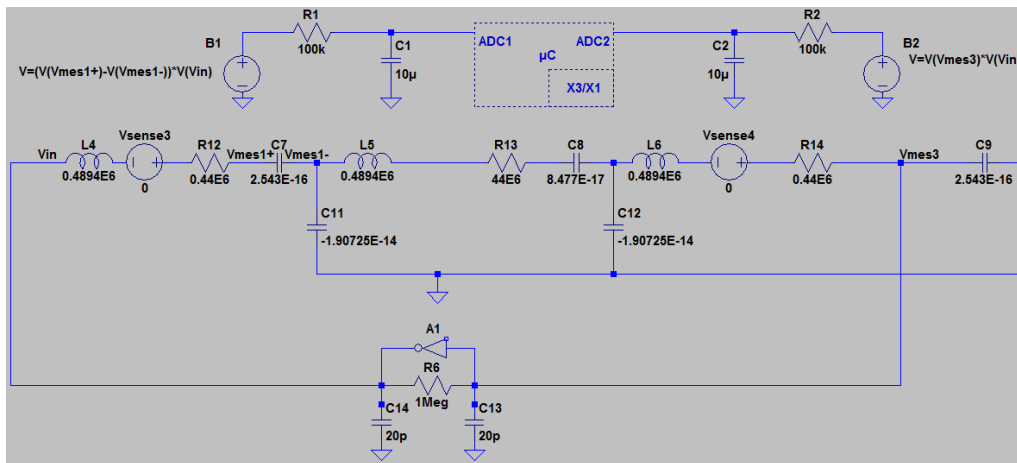 R1
100k
C1
10µ
ADC1
ADC2
µC
X3/X1
R2
100k
C2
10µ
B1
V=(V(Vmes1+)-V(Vmes1-))*V(Vin)
B2
V=V(Vmes3)*V(Vin
Vin
L4
0.4894E6
Vsense3
0
R12
0.44E6
Vmes1+
C7
2.543E-16
Vmes1-
L5
0.4894E6
R13
44E6
C8
8.477E-17
L6
0.4894E6
Vsense4
0
R14
0.44E6
Vmes3
C9
2.543E-16
C11
-1.90725E-14
C12
-1.90725E-14
A1
R6
1Meg
C14
20p
C13
20p